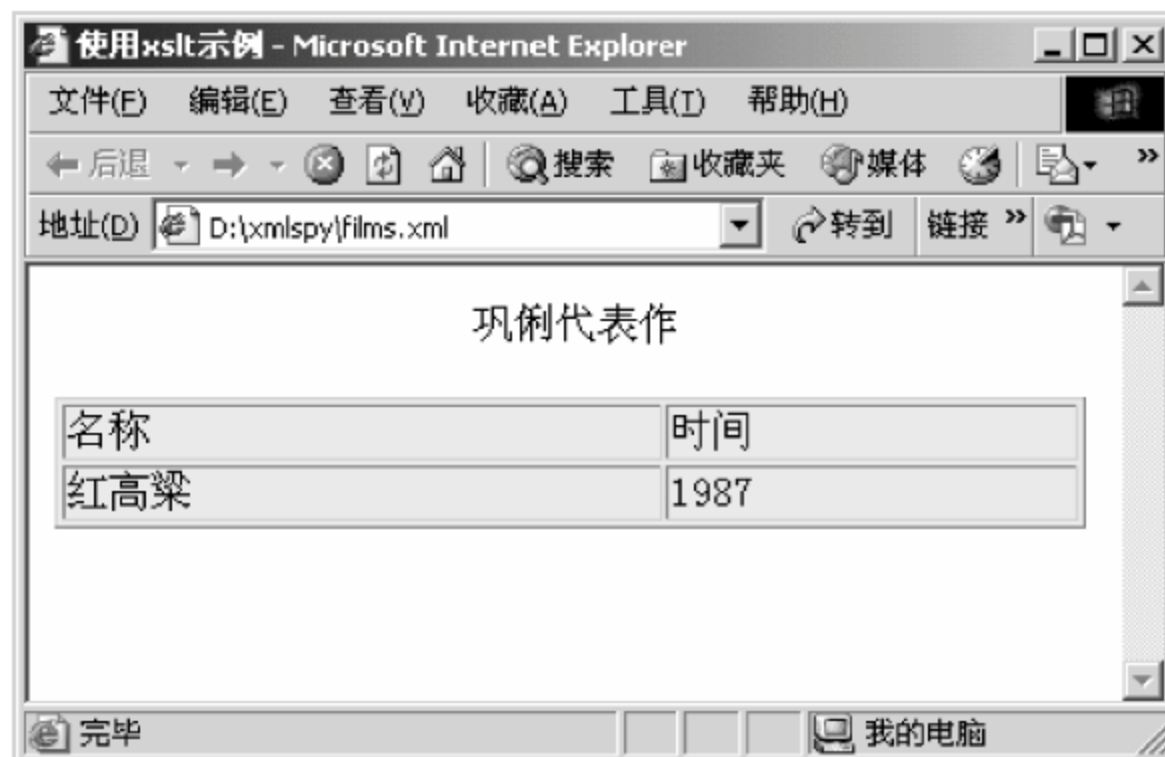 使用xslt示例 - Microsoft Internet Explorer
文件(F) 编辑(E) 查看(V) 收藏(A) 工具(T) 帮助(H)
后退 搜索 收藏夹 媒体 »
地址(D) D:\xmlspy\films.xml 转到 链接 »
巩俐代表作
名称 时间
红高粱 1987
完毕 我的电脑